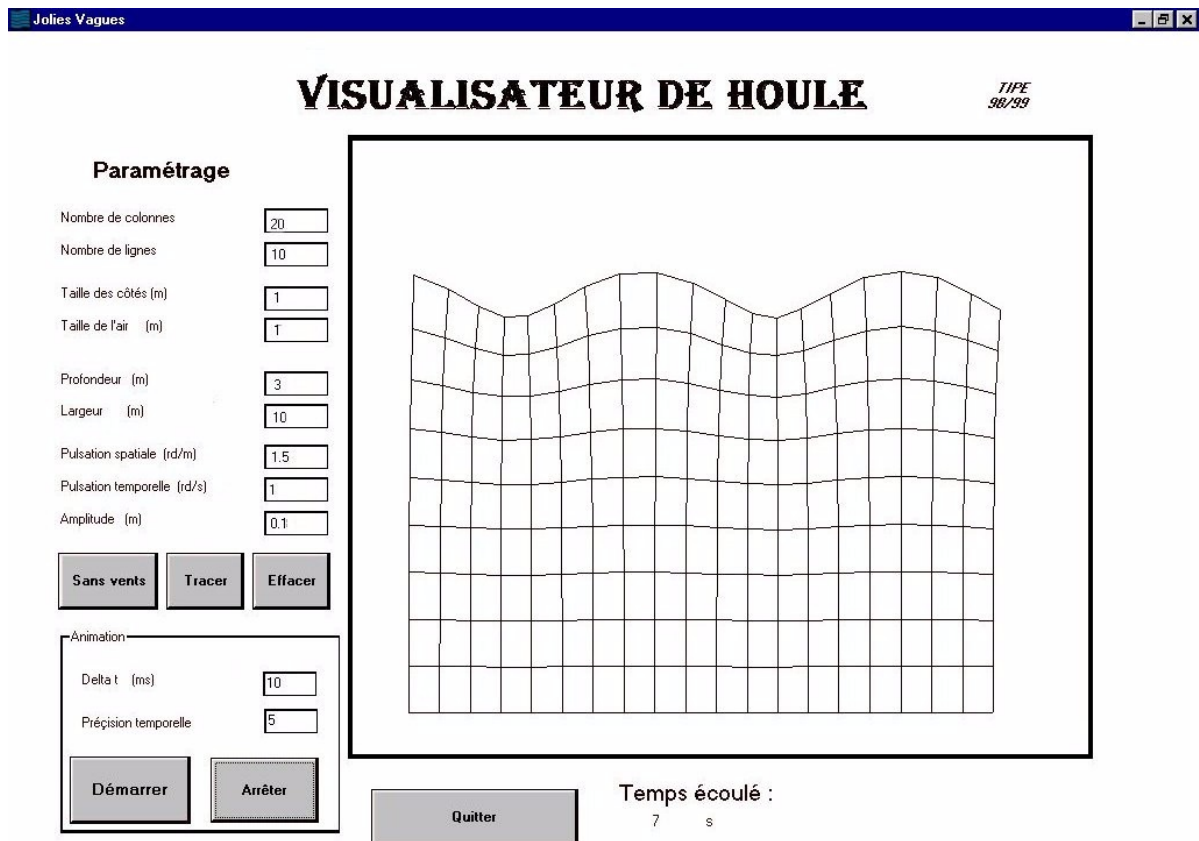 Jolies Vagues
VISUALISATEUR DE HOULE
TIPE
98/99
Paramétrage
Nombre de colonnes 20
Nombre de lignes 10
Taille des côtés (m) 1
Taille de l'air (m) 1
Profondeur (m) 3
Largeur (m) 10
Pulsation spatiale (rd/m) 1.5
Pulsation temporelle (rd/s) 1
Amplitude (m) 0.1
Sans vents Tracer Effacer
Animation
Delta t (ms) 10
Préçision temporelle 5
Démarrer Arrêter
Quitter
Temps écoulé :
7 s